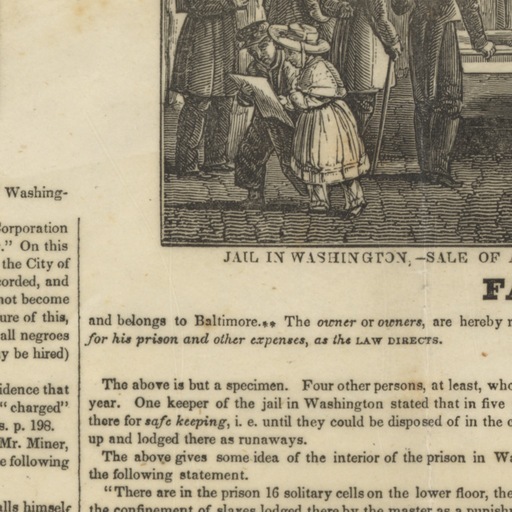 Washing-
Corporation
." On this
the City of
corded, and
not become
ure of this,
all negroes
y be hired)
idence that
"charged"
s. p. 198.
Mr. Miner,
e following
alls himself
JAIL IN WASHINGTON,—SALE OF A
FA
and belongs to Baltimore.** The owner or owners, are hereby r
for his prison and other expenses, as the LAW DIRECTS.
The above is but a specimen. Four other persons, at least, who
year. One keeper of the jail in Washington stated that in five
there for safe keeping, i. e. until they could be disposed of in the c
up and lodged there as runaways.
The above gives some idea of the interior of the prison in Wa
the following statement.
"There are in the prison 16 solitary cells on the lower floor, the
the confinement of slaves lodged there by the master as a punishm